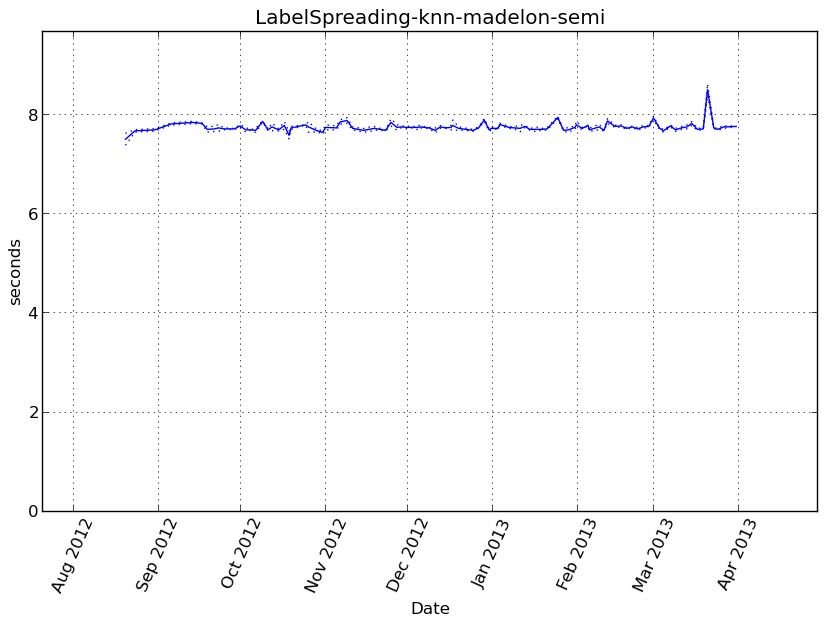 LabelSpreading-knn-madelon-semi
8
6
4
2
0
seconds
Aug 2012
Sep 2012
Oct 2012
Nov 2012
Dec 2012
Jan 2013
Feb 2013
Mar 2013
Apr 2013
Date